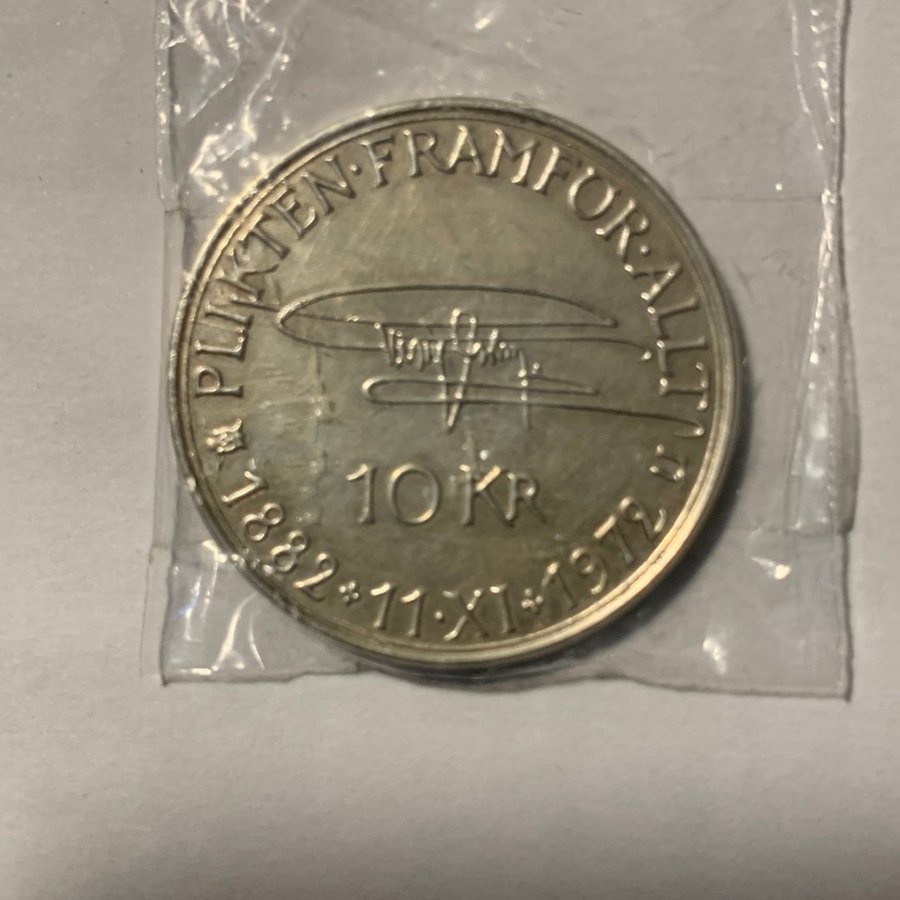 PLIKTEN·FRAMFÖR·ALLT
10 KR
1882 11·XI 1972 U